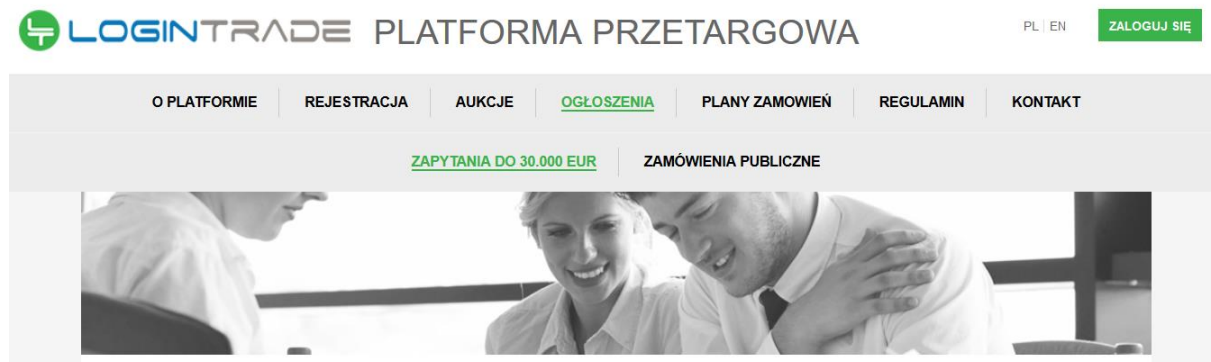 LOGINTRADE PLATFORMA PRZETARGOWA PL | EN ZALOGUJ SIĘ
O PLATFORMIE REJESTRACJA AUKCJE OGŁOSZENIA PLANY ZAMOWIEŃ REGULAMIN KONTAKT
ZAPYTANIA DO 30.000 EUR ZAMÓWIENIA PUBLICZNE